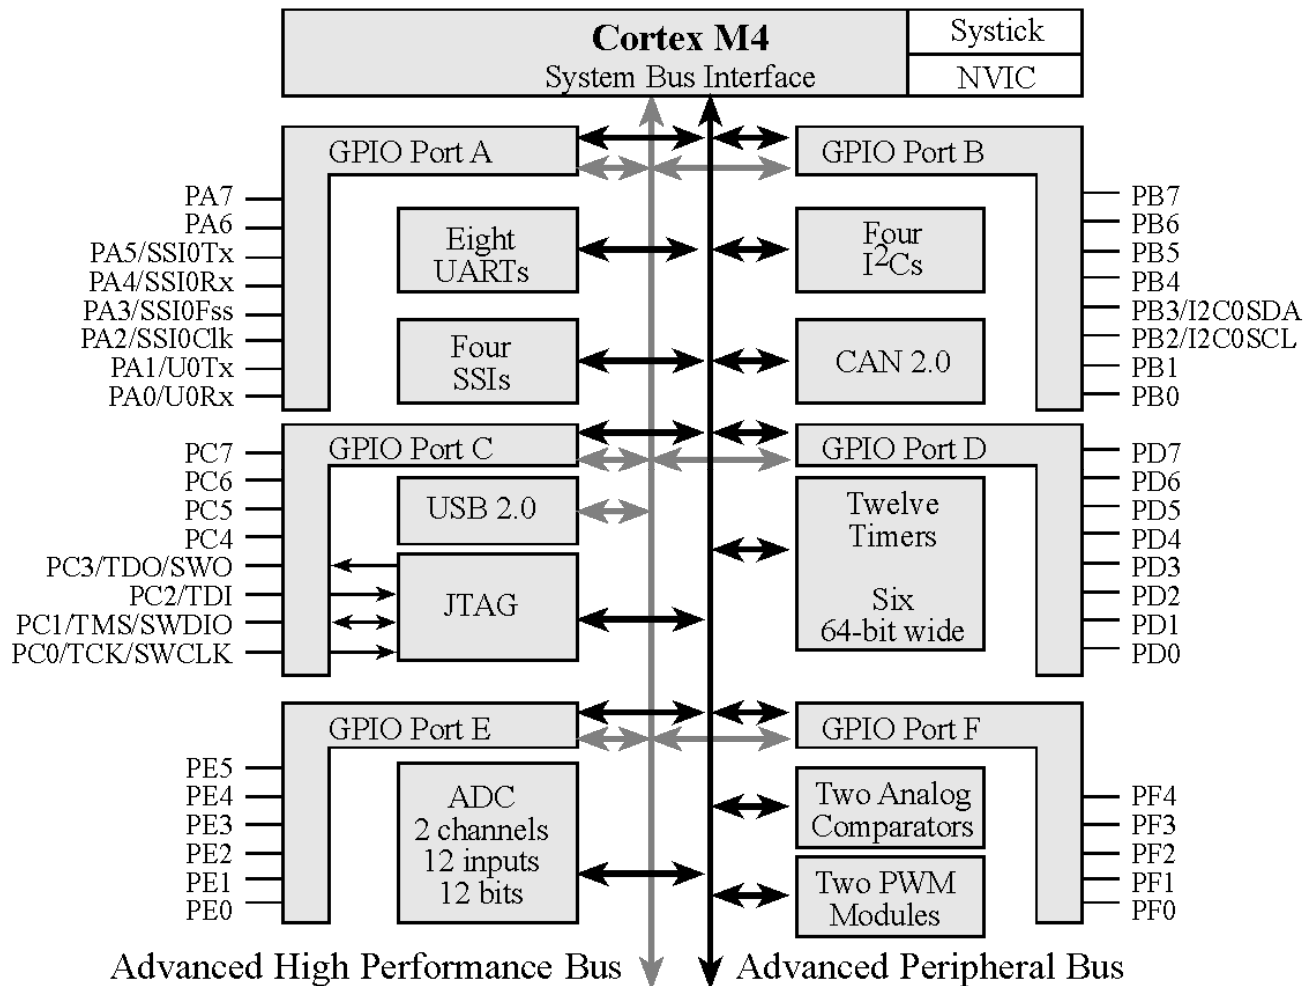 Cortex M4
System Bus Interface
Systick
NVIC
GPIO Port A
PA7
PA6
PA5/SSI0Tx
PA4/SSI0Rx
PA3/SSI0Fss
PA2/SSI0Clk
PA1/U0Tx
PA0/U0Rx
Eight
UARTs
Four
SSIs
GPIO Port B
Four
I²Cs
CAN 2.0
PB7
PB6
PB5
PB4
PB3/I2C0SDA
PB2/I2C0SCL
PB1
PB0
GPIO Port C
PC7
PC6
PC5
PC4
PC3/TDO/SWO
PC2/TDI
PC1/TMS/SWDIO
PC0/TCK/SWCLK
USB 2.0
JTAG
GPIO Port D
Twelve
Timers
Six
64-bit wide
PD7
PD6
PD5
PD4
PD3
PD2
PD1
PD0
GPIO Port E
PE5
PE4
PE3
PE2
PE1
PE0
ADC
2 channels
12 inputs
12 bits
GPIO Port F
Two Analog
Comparators
Two PWM
Modules
PF4
PF3
PF2
PF1
PF0
Advanced High Performance Bus
Advanced Peripheral Bus